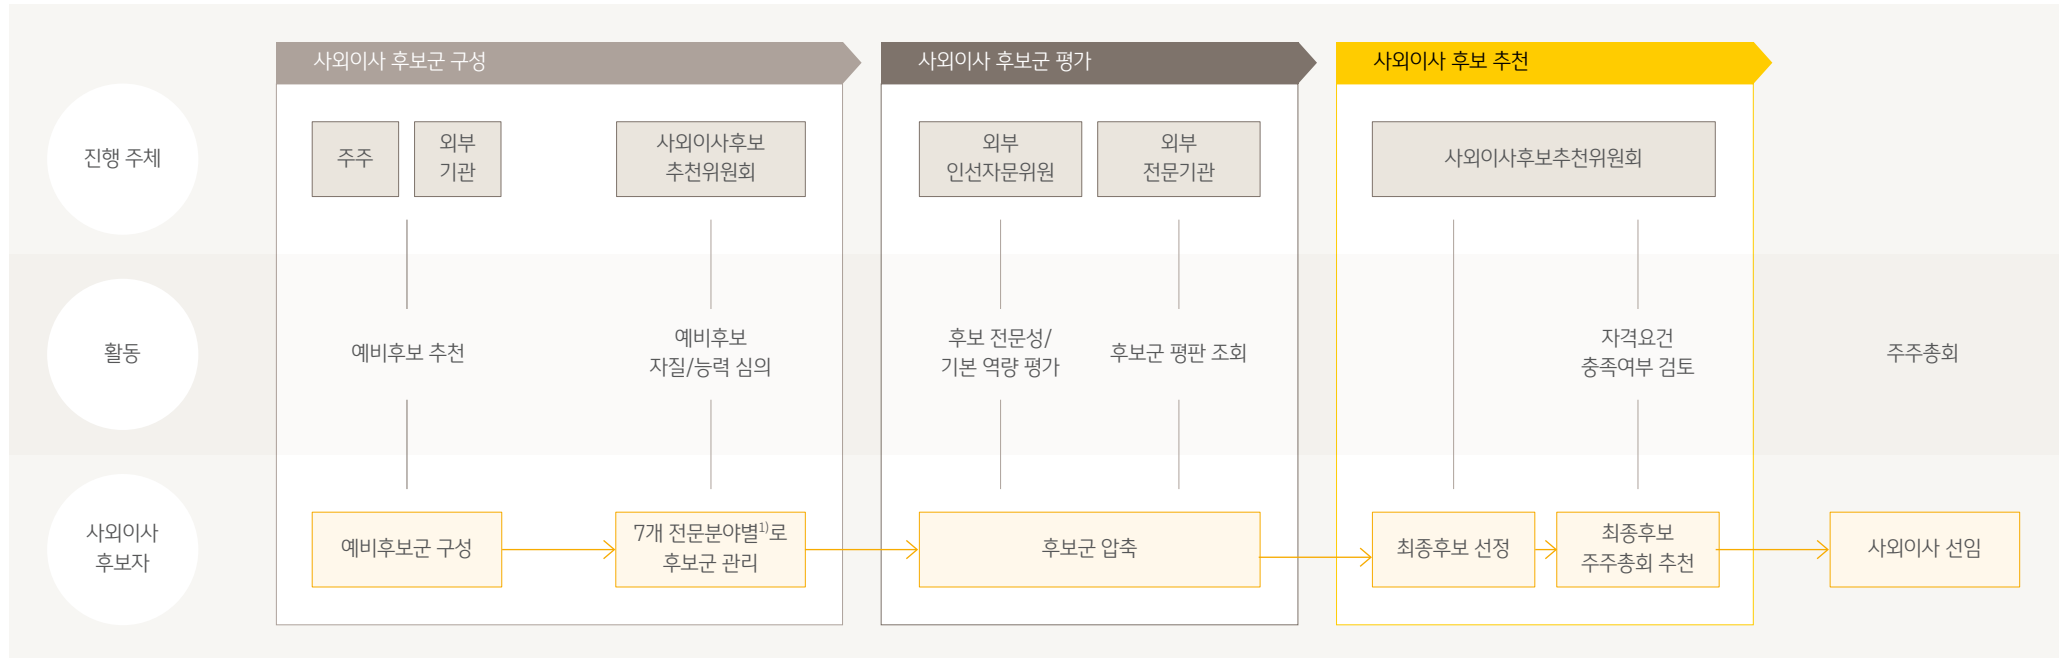 사외이사 후보군 구성
사외이사 후보군 평가
사외이사 후보 추천
진행 주체
주주
외부
기관
사외이사후보
추천위원회
외부
인선자문위원
외부
전문기관
사외이사후보추천위원회
활동
예비후보 추천
예비후보
자질/능력 심의
후보 전문성/
기본 역량 평가
후보군 평판 조회
자격요건
충족여부 검토
주주총회
사외이사
후보자
예비후보군 구성
7개 전문분야별1)로
후보군 관리
후보군 압축
최종후보 선정
최종후보
주주총회 추천
사외이사 선임